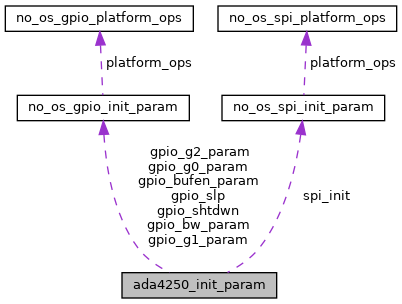 no_os_gpio_platform_ops
no_os_spi_platform_ops
platform_ops
platform_ops
no_os_gpio_init_param
no_os_spi_init_param
gpio_g2_param
gpio_g0_param
gpio_bufen_param
gpio_slp
gpio_shtdwn
gpio_bw_param
gpio_g1_param
spi_init
ada4250_init_param